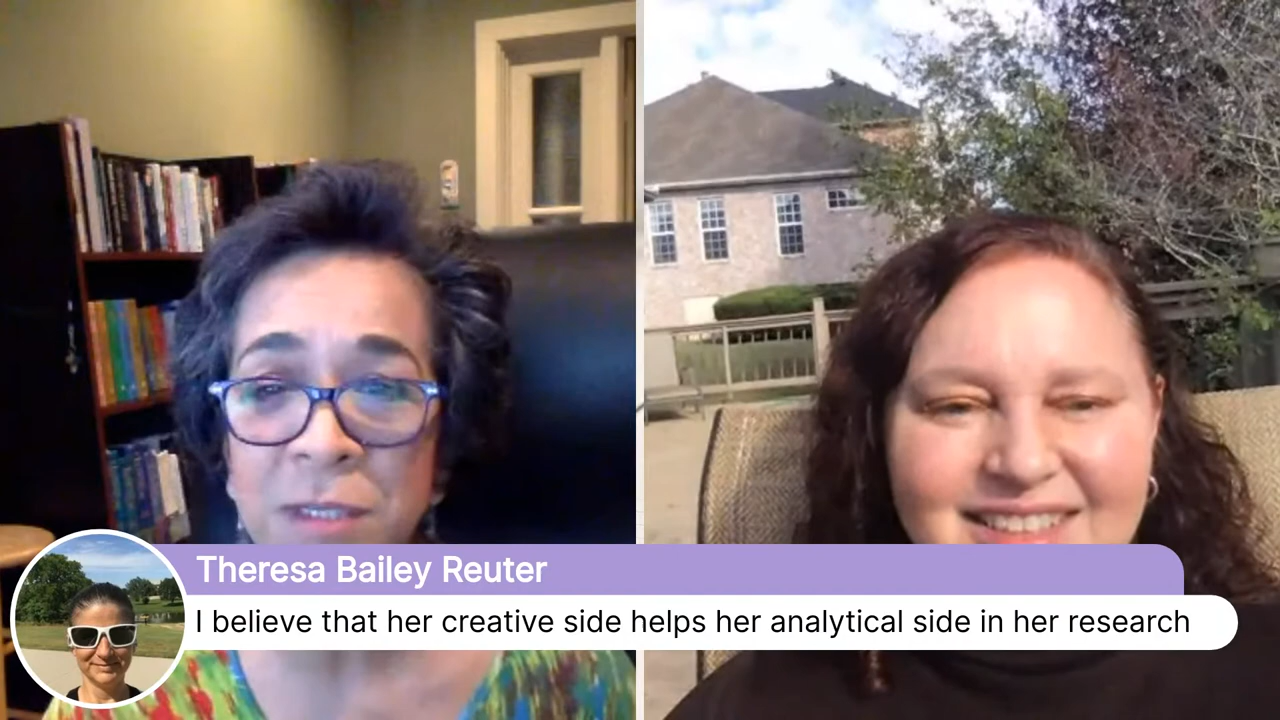 Theresa Bailey Reuter
I believe that her creative side helps her analytical side in her research